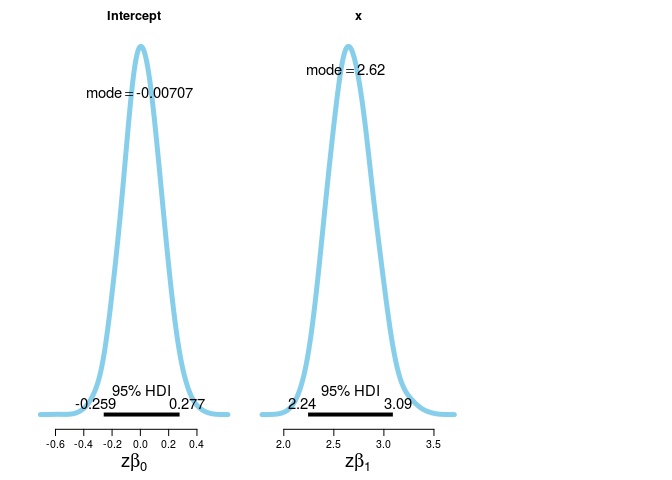 Intercept
mode = -0.00707
95% HDI
-0.259 0.277
-0.6 -0.4 -0.2 0.0 0.2 0.4
zβ0
x
mode = 2.62
95% HDI
2.24 3.09
2.0 2.5 3.0 3.5
zβ1